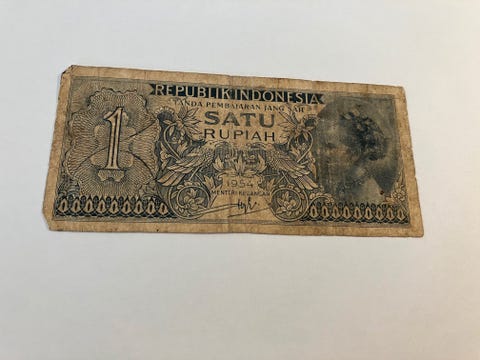 REPUBLIK INDONESIA
TANDA PEMBAJARAN JANG SAH
SATU
RUPIAH
1
1954
MENTERI KEUANGAN